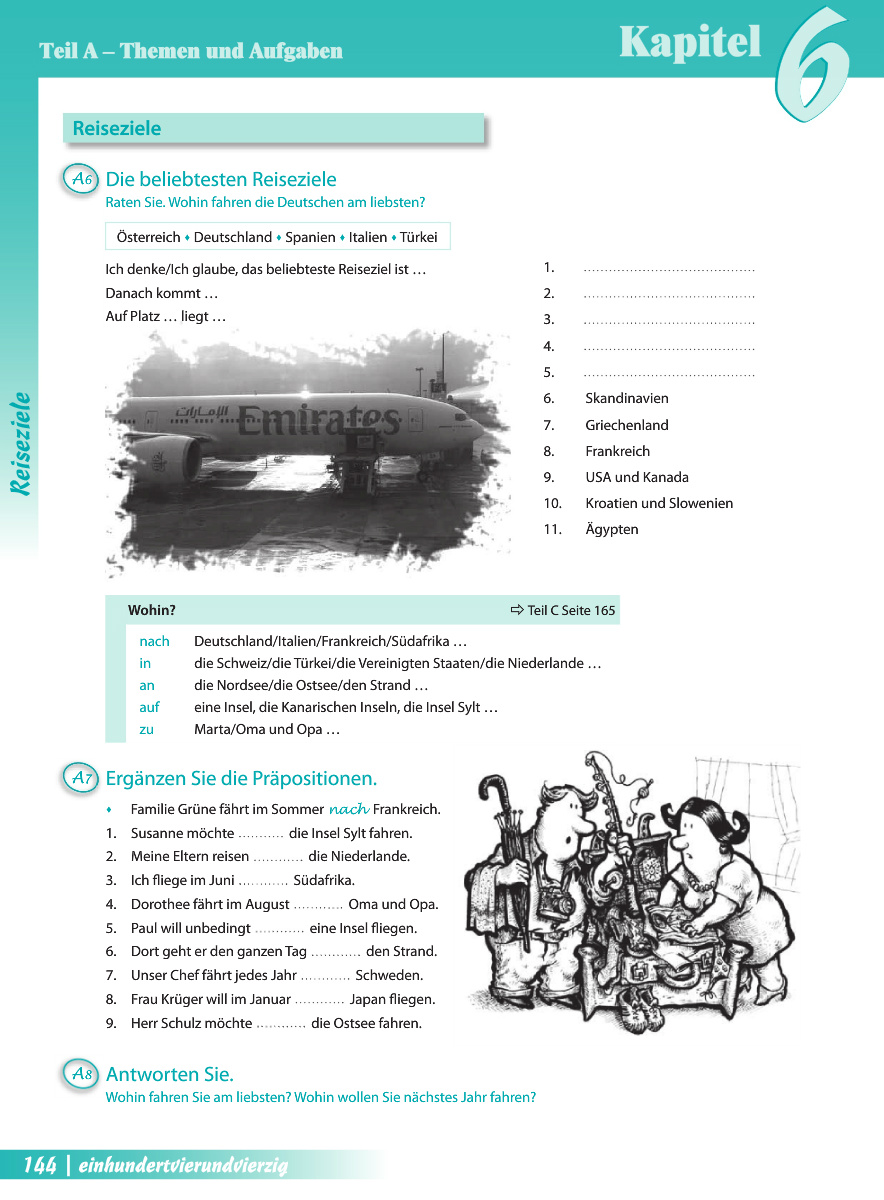 Teil A – Themen und Aufgaben
Kapitel 6
Reiseziele
A6 Die beliebtesten Reiseziele
Raten Sie. Wohin fahren die Deutschen am liebsten?
Österreich ♦ Deutschland ♦ Spanien ♦ Italien ♦ Türkei
Ich denke/Ich glaube, das beliebteste Reiseziel ist …
Danach kommt …
Auf Platz … liegt …
1. ........................................
2. ........................................
3. ........................................
4. ........................................
5. ........................................
6. Skandinavien
7. Griechenland
8. Frankreich
9. USA und Kanada
10. Kroatien und Slowenien
11. Ägypten
الإمارات Emirates
Reiseziele
Wohin? ⇨ Teil C Seite 165
nach Deutschland/Italien/Frankreich/Südafrika …
in die Schweiz/die Türkei/die Vereinigten Staaten/die Niederlande …
an die Nordsee/die Ostsee/den Strand …
auf eine Insel, die Kanarischen Inseln, die Insel Sylt …
zu Marta/Oma und Opa …
A7 Ergänzen Sie die Präpositionen.
♦ Familie Grüne fährt im Sommer nach Frankreich.
1. Susanne möchte ........... die Insel Sylt fahren.
2. Meine Eltern reisen ............ die Niederlande.
3. Ich fliege im Juni ............ Südafrika.
4. Dorothee fährt im August ............ Oma und Opa.
5. Paul will unbedingt ............ eine Insel fliegen.
6. Dort geht er den ganzen Tag ............ den Strand.
7. Unser Chef fährt jedes Jahr ............ Schweden.
8. Frau Krüger will im Januar ............ Japan fliegen.
9. Herr Schulz möchte ............ die Ostsee fahren.
A8 Antworten Sie.
Wohin fahren Sie am liebsten? Wohin wollen Sie nächstes Jahr fahren?
144 | einhundertvierundvierzig